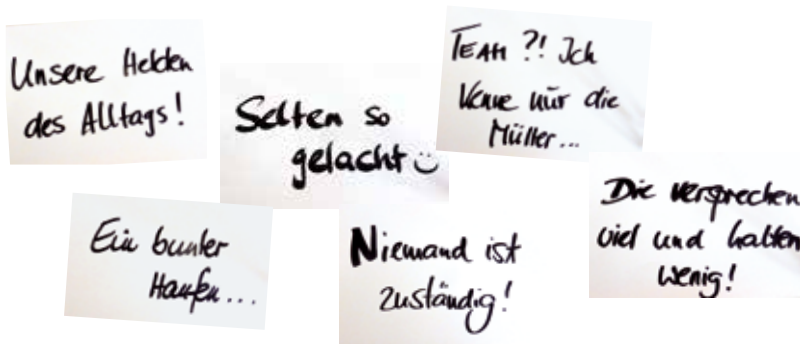 Unsere Helden
des Alltags!
Selten so
gelacht ☺
TEAM ?! Ich
kenne nur die
Müller...
Ein bunter
Haufen...
Niemand ist
zuständig!
Die versprechen
viel und halten
wenig!